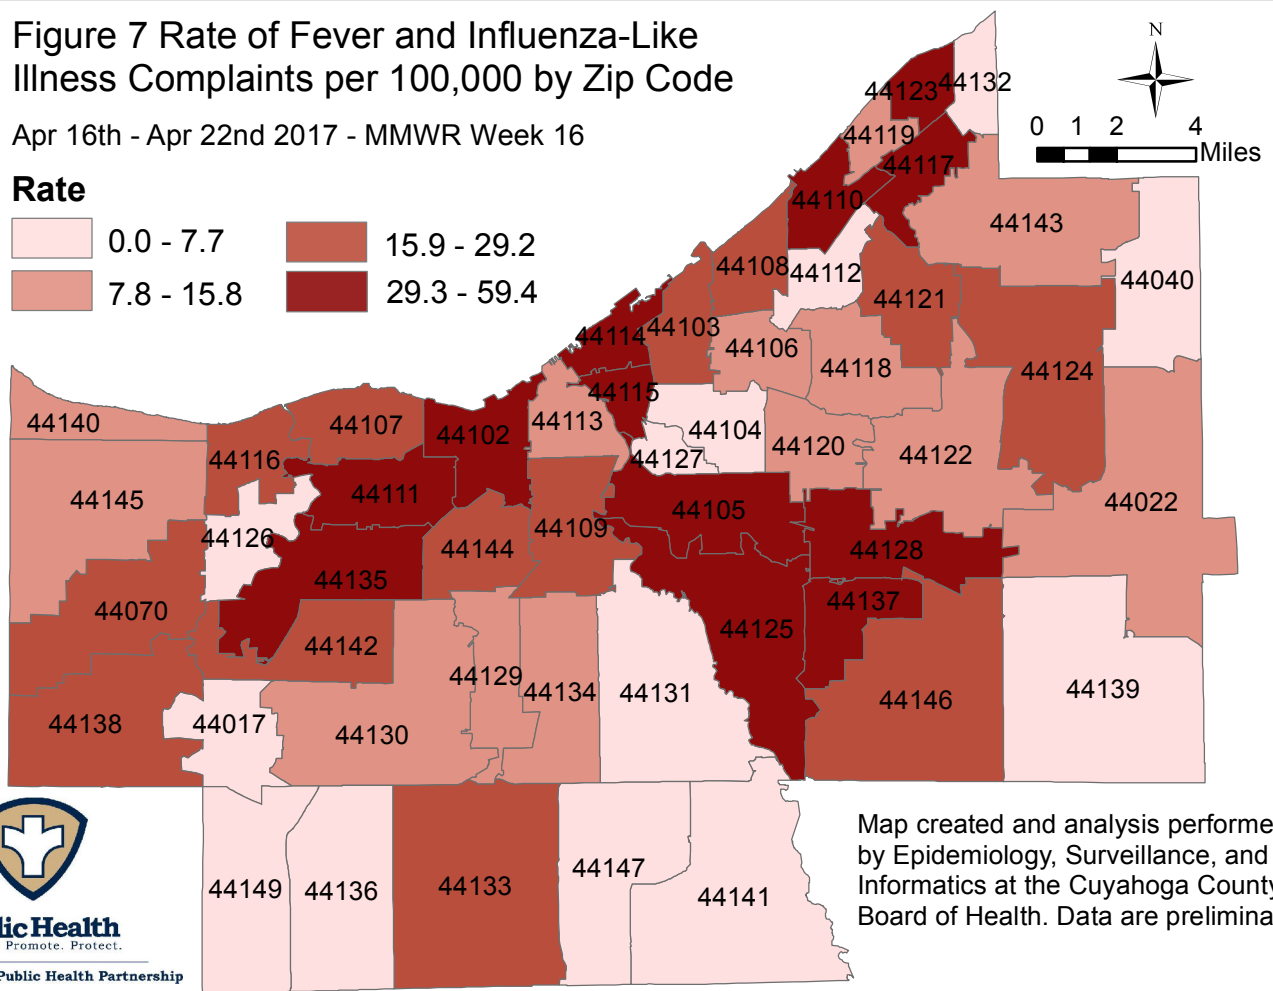 Figure 7 Rate of Fever and Influenza-Like
Illness Complaints per 100,000 by Zip Code
Apr 16th - Apr 22nd 2017 - MMWR Week 16
Rate
0.0 - 7.7
15.9 - 29.2
7.8 - 15.8
29.3 - 59.4
N
0 1 2 4
Miles
44132
44123
44119
44117
44110
44143
44108
44112
44040
44121
44103
44114
44106
44118
44124
44115
44140
44107
44113
44102
44104
44120
44122
44116
44127
44111
44145
44022
44105
44109
44126
44144
44128
44135
44137
44070
44125
44142
44129
44134
44131
44139
44146
44138
44017
44130
44147
44133
44149
44136
44141
Map created and analysis performe
by Epidemiology, Surveillance, and
Informatics at the Cuyahoga County
Board of Health. Data are prelimina
lic Health
Promote. Protect.
Public Health Partnership